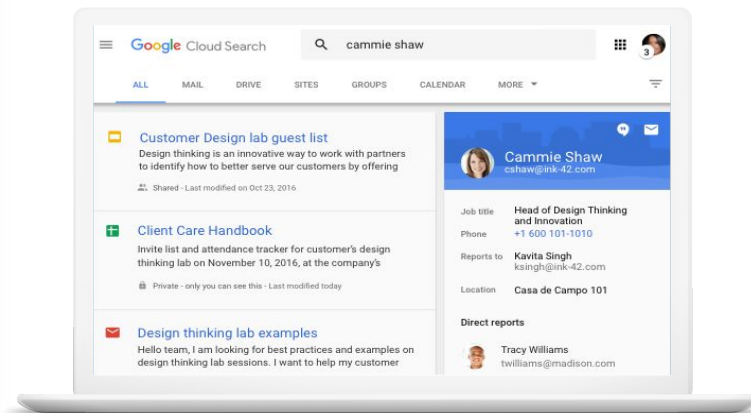 Google Cloud Search
cammie shaw
3
ALL MAIL DRIVE SITES GROUPS CALENDAR MORE
Customer Design lab guest list
Design thinking is an innovative way to work with partners
to identify how to better serve our customers by offering
Shared - Last modified on Oct 23, 2016
Client Care Handbook
Invite list and attendance tracker for customer's design
thinking lab on November 10, 2016, at the company's
Private - only you can see this - Last modified today
Design thinking lab examples
Hello team, I am looking for best practices and examples on
design thinking lab sessions. I want to help my customer
Cammie Shaw
cshaw@ink-42.com
Job title Head of Design Thinking
and Innovation
Phone +1 600 101-1010
Reports to Kavita Singh
ksingh@ink-42.com
Location Casa de Campo 101
Direct reports
Tracy Williams
twilliams@madison.com